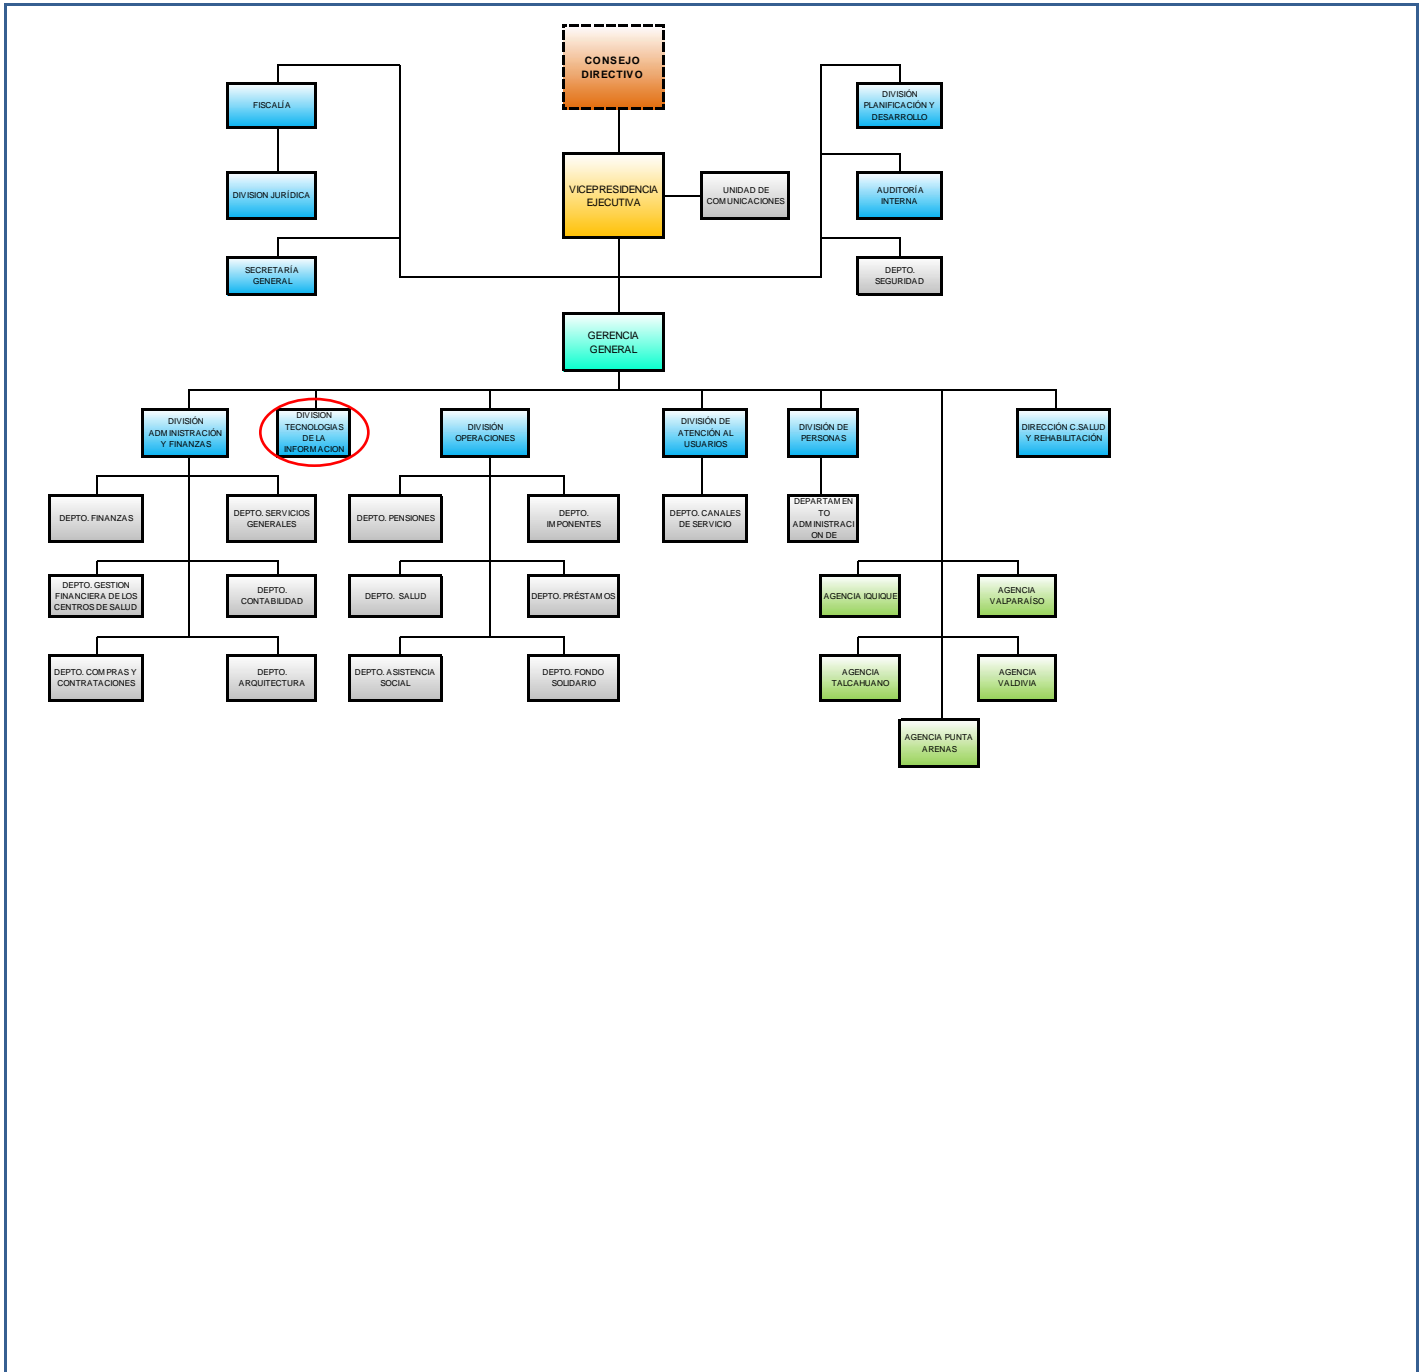 CONSEJO
DIRECTIVO
FISCALÍA
DIVISIÓN
PLANIFICACIÓN Y
DESARROLLO
DIVISION JURÍDICA
VICEPRESIDENCIA
EJECUTIVA
UNIDAD DE
COMUNICACIONES
AUDITORÍA
INTERNA
SECRETARÍA
GENERAL
DEPTO.
SEGURIDAD
GERENCIA
GENERAL
DIVISIÓN
ADMINISTRACIÓN
Y FINANZAS
DIVISION
TECNOLOGIAS
DE LA
INFORMACION
DIVISIÓN
OPERACIONES
DIVISIÓN DE
ATENCIÓN AL
USUARIOS
DIVISIÓN DE
PERSONAS
DIRECCIÓN C.SALUD
Y REHABILITACIÓN
DEPTO. FINANZAS
DEPTO. SERVICIOS
GENERALES
DEPTO. PENSIONES
DEPTO.
IMPONENTES
DEPTO. CANALES
DE SERVICIO
DEPARTAMEN
TO
ADMINISTRACI
ON DE
DEPTO. GESTION
FINANCIERA DE LOS
CENTROS DE SALUD
DEPTO.
CONTABILIDAD
DEPTO. SALUD
DEPTO. PRÉSTAMOS
AGENCIA IQUIQUE
AGENCIA
VALPARAÍSO
DEPTO. COMPRAS Y
CONTRATACIONES
DEPTO.
ARQUITECTURA
DEPTO. ASISTENCIA
SOCIAL
DEPTO. FONDO
SOLIDARIO
AGENCIA
TALCAHUANO
AGENCIA
VALDIVIA
AGENCIA PUNTA
ARENAS